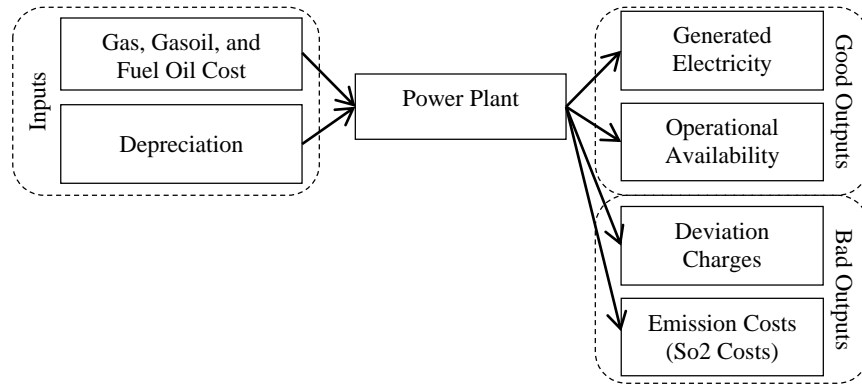 Inputs
Gas, Gasoil, and
Fuel Oil Cost
Depreciation
Power Plant
Generated
Electricity
Operational
Availability
Good Outputs
Deviation
Charges
Emission Costs
(So2 Costs)
Bad Outputs